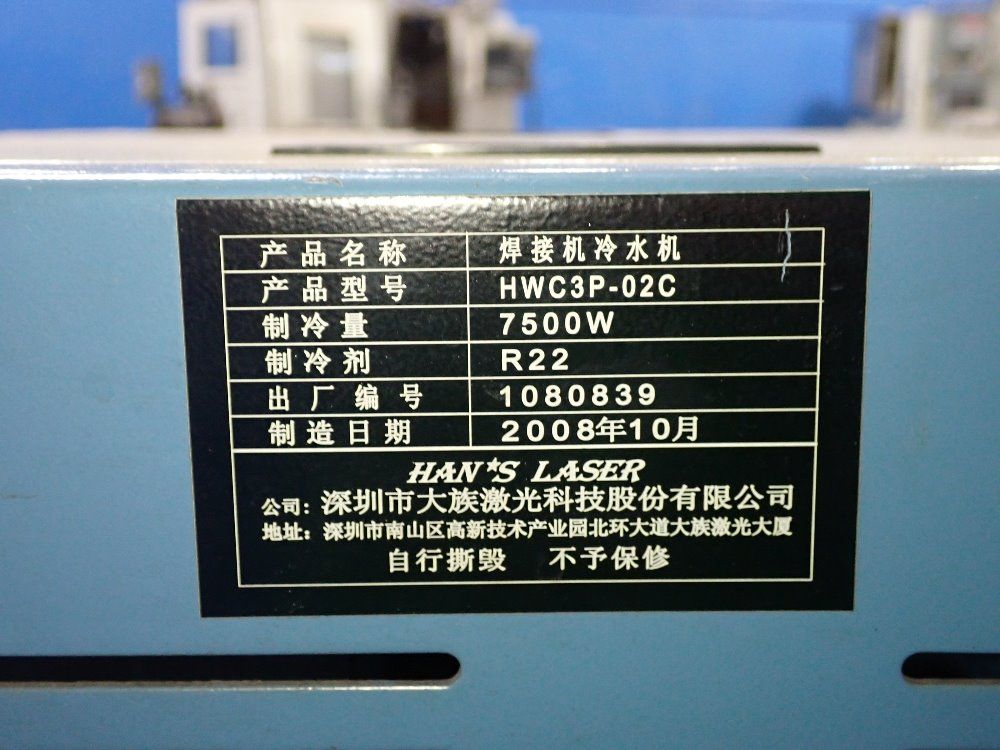 产品名称 焊接机冷水机
产品型号 HWC3P-02C
制冷量 7500W
制冷剂 R22
出厂编号 1080839
制造日期 2008年10月
HAN*S LASER
公司：深圳市大族激光科技股份有限公司
地址：深圳市南山区高新技术产业园北环大道大族激光大厦
自行撕毁 不予保修